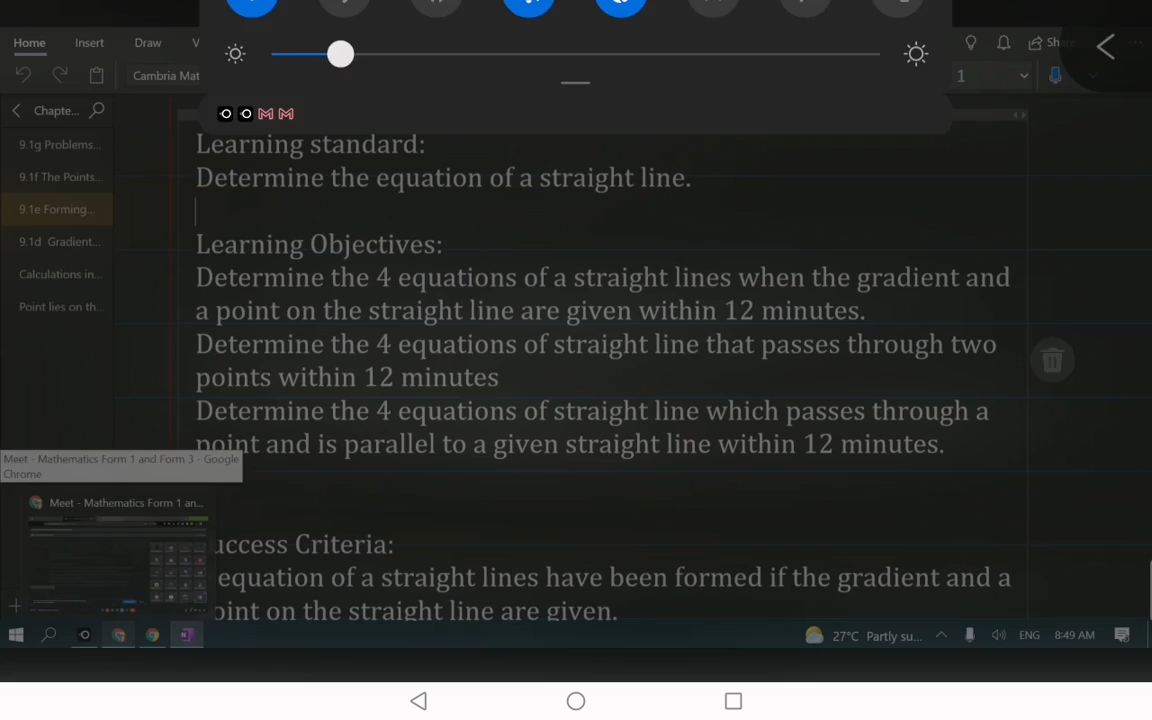 Home Insert Draw V Sh
Cambria Mat 1
Chapte...
9.1g Problems...
9.1f The Points...
9.1e Forming...
9.1d Gradient...
Calculations in...
Point lies on th...
Learning standard:
Determine the equation of a straight line.
Learning Objectives:
Determine the 4 equations of a straight lines when the gradient and
a point on the straight line are given within 12 minutes.
Determine the 4 equations of straight line that passes through two
points within 12 minutes
Determine the 4 equations of straight line which passes through a
point and is parallel to a given straight line within 12 minutes.
Meet - Mathematics Form 1 and Form 3 - Google
Chrome
Meet - Mathematics Form 1 an...
uccess Criteria:
equation of a straight lines have been formed if the gradient and a
oint on the straight line are given.
27°C Partly su... ENG 8:49 AM